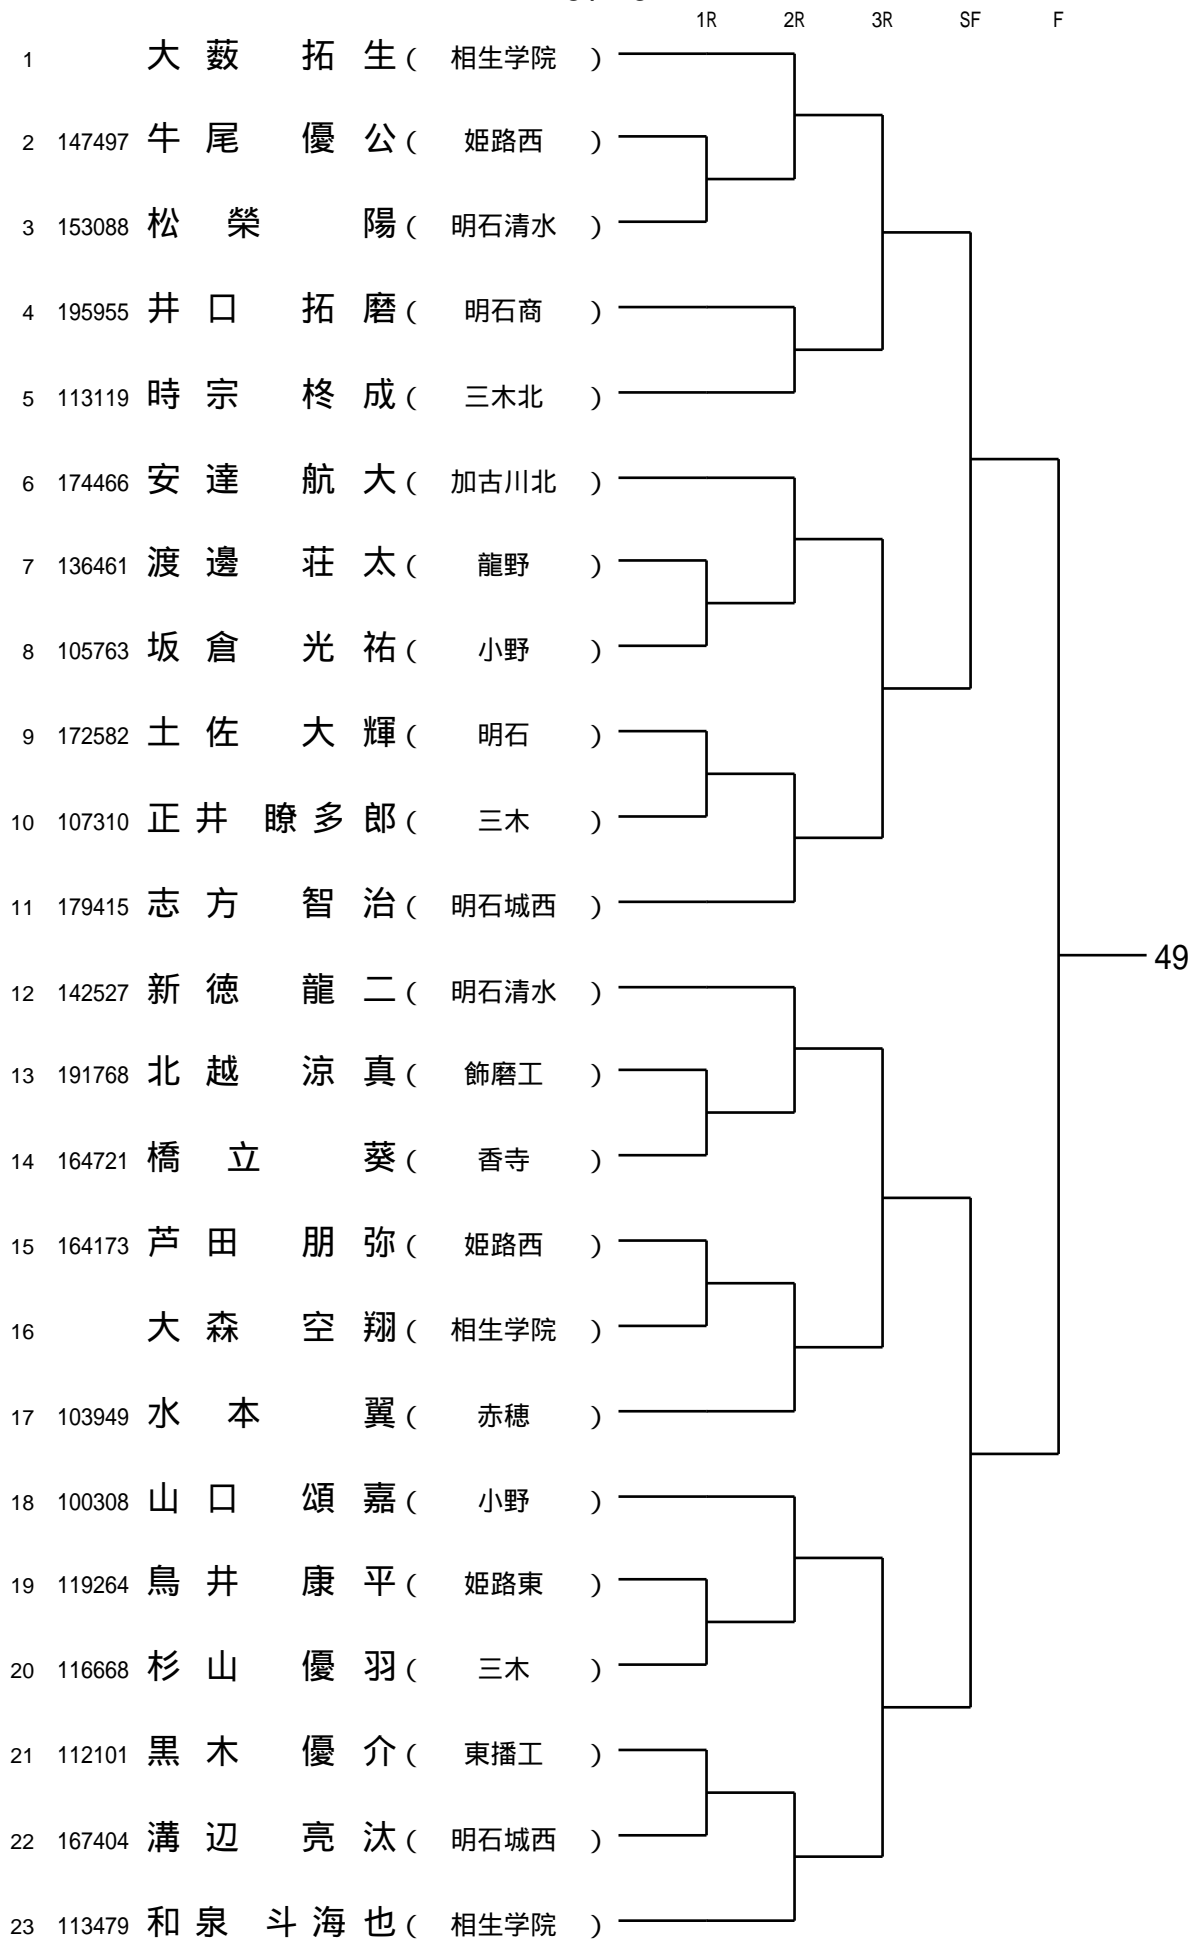 1R 2R 3R SF F
1 大薮 拓生 ( 相生学院 )
2 147497 牛尾 優公 ( 姫路西 )
3 153088 松榮 陽 ( 明石清水 )
4 195955 井口 拓磨 ( 明石商 )
5 113119 時宗 柊成 ( 三木北 )
6 174466 安達 航大 ( 加古川北 )
7 136461 渡邊 荘太 ( 龍野 )
8 105763 坂倉 光祐 ( 小野 )
9 172582 土佐 大輝 ( 明石 )
10 107310 正井 瞭多郎 ( 三木 )
11 179415 志方 智治 ( 明石城西 )
49
12 142527 新徳 龍二 ( 明石清水 )
13 191768 北越 涼真 ( 飾磨工 )
14 164721 橋立 葵 ( 香寺 )
15 164173 芦田 朋弥 ( 姫路西 )
16 大森 空翔 ( 相生学院 )
17 103949 水本 翼 ( 赤穂 )
18 100308 山口 頌嘉 ( 小野 )
19 119264 鳥井 康平 ( 姫路東 )
20 116668 杉山 優羽 ( 三木 )
21 112101 黒木 優介 ( 東播工 )
22 167404 溝辺 亮汰 ( 明石城西 )
23 113479 和泉 斗海也 ( 相生学院 )